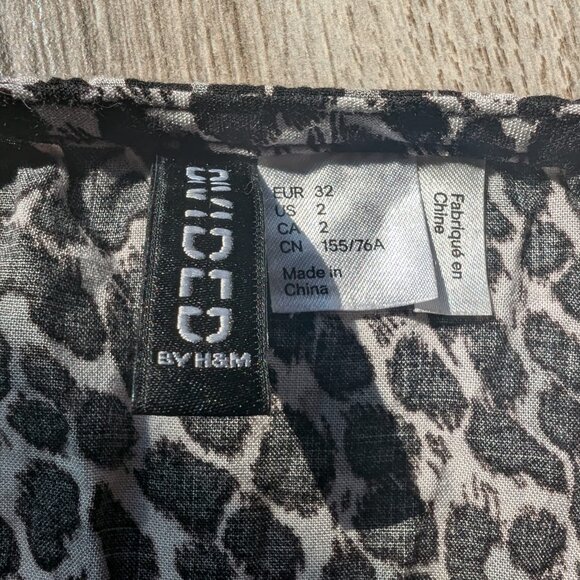 DIVIDED
BY H&M
EUR 32
US 2
CA 2
CN 155/76A
Made in
China
Fabriqué en
Chine